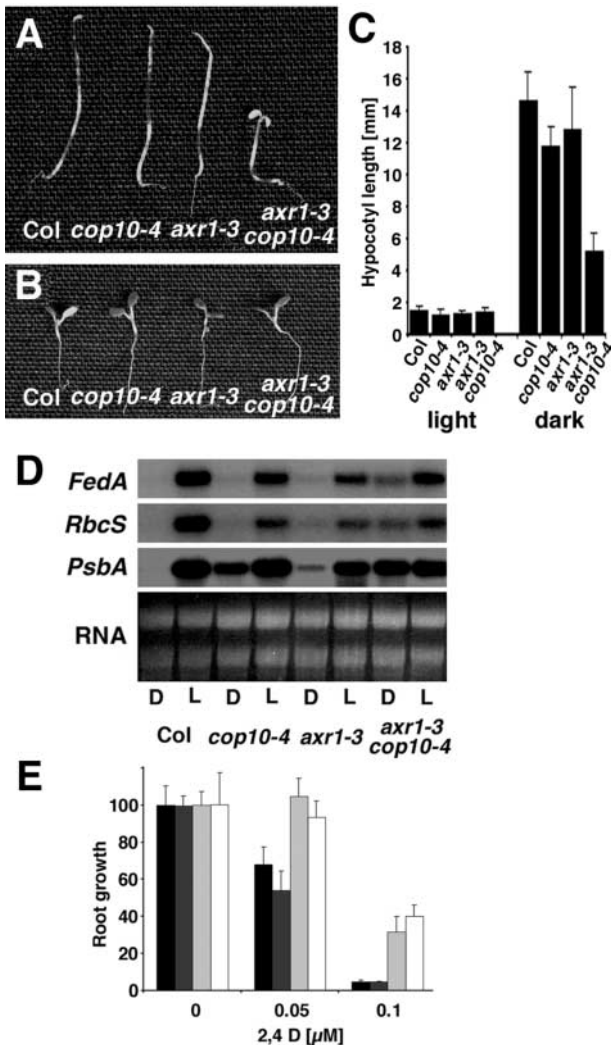 A
Col cop10-4 axr1-3 axr1-3
cop10-4
B
Col cop10-4 axr1-3 axr1-3
cop10-4
C
Hypocotyl length [mm]
18
16
14
12
10
8
6
4
2
0
Col
cop10-4
axr1-3
axr1-3
cop10-4
Col
cop10-4
axr1-3
axr1-3
cop10-4
light dark
D
FedA
RbcS
PsbA
RNA
D L D L D L D L
Col cop10-4 axr1-3 axr1-3
cop10-4
E
Root growth
100
80
60
40
20
0
0 0.05 0.1
2,4 D [µM]